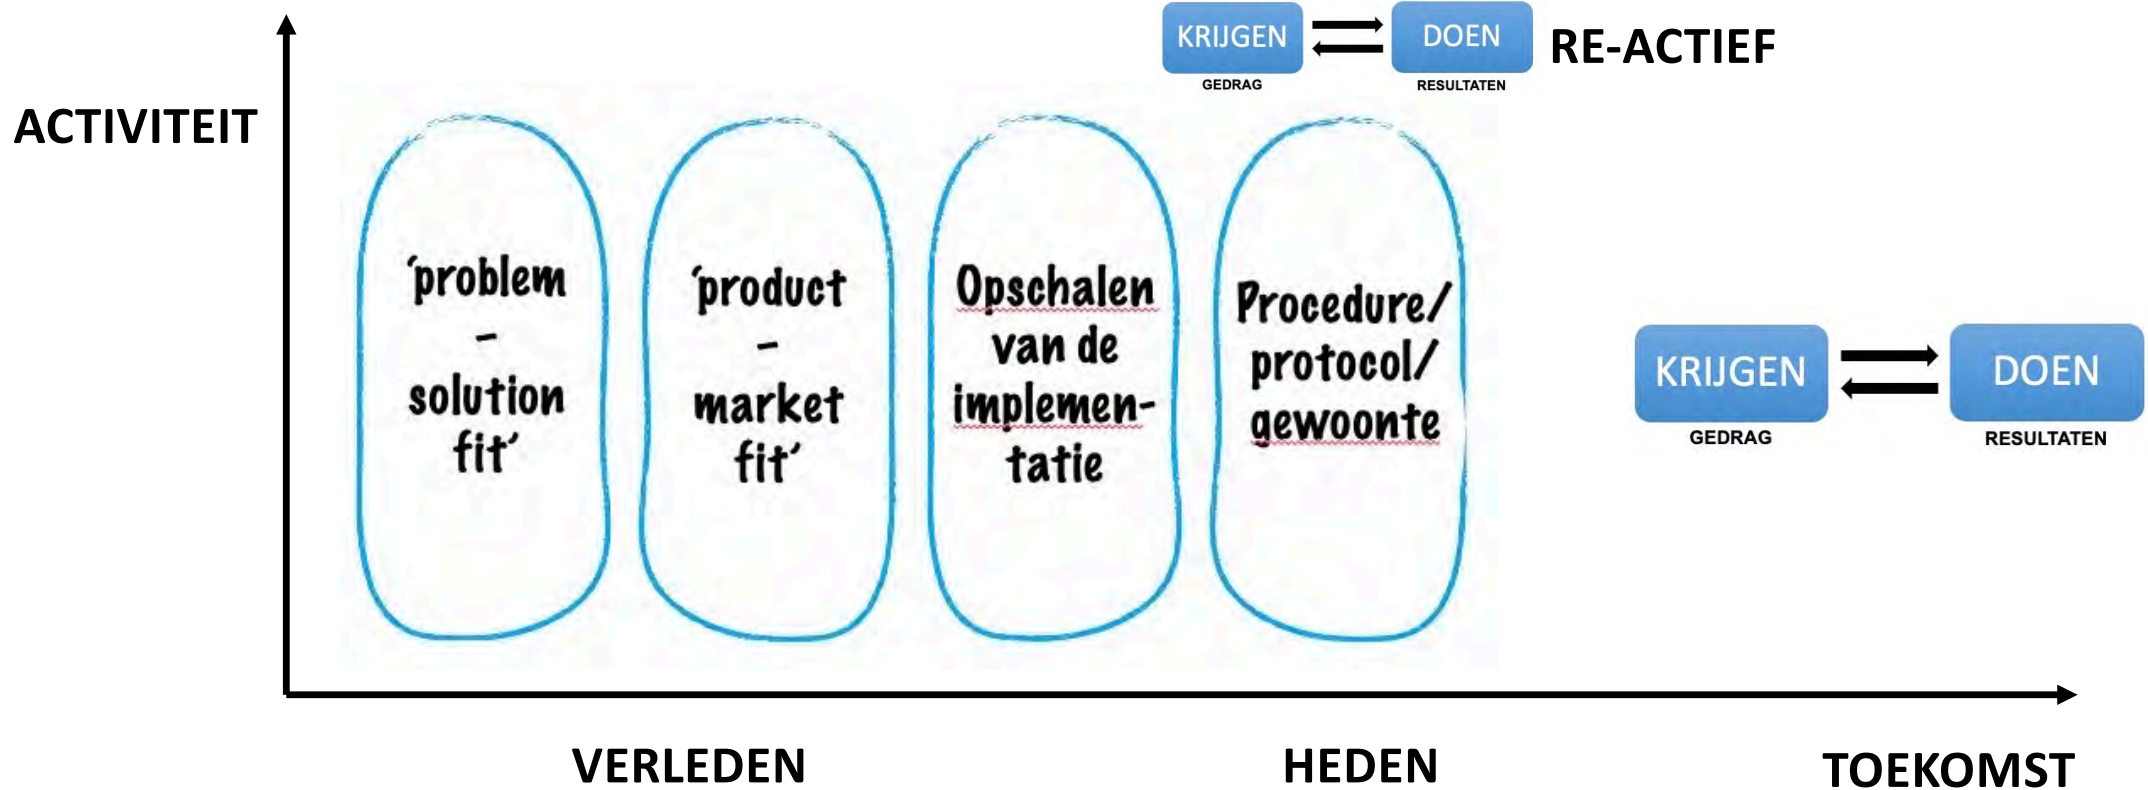 KRIJGEN
DOEN
RE-ACTIEF
GEDRAG
RESULTATEN
ACTIVITEIT
‘problem
–
solution
fit’
‘product
–
market
fit’
Opschalen
van de
implemen-
tatie
Procedure/
protocol/
gewoonte
KRIJGEN
DOEN
GEDRAG
RESULTATEN
VERLEDEN
HEDEN
TOEKOMST